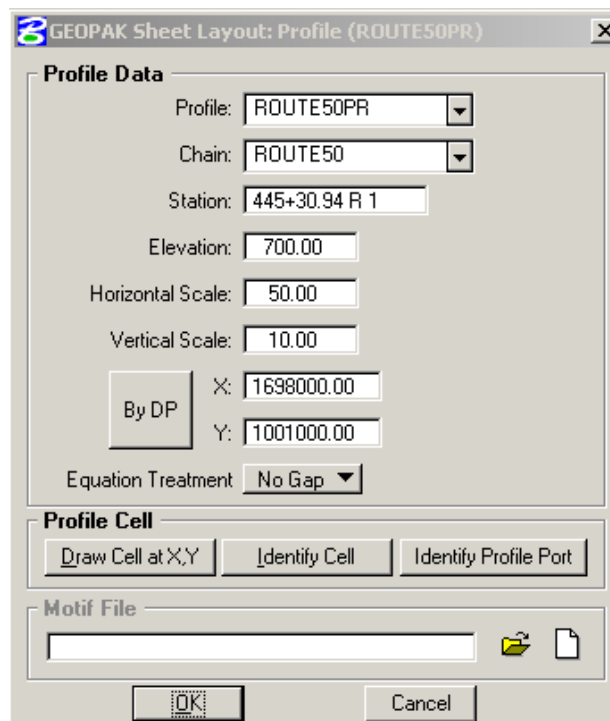 GEOPAK Sheet Layout: Profile (ROUTE50PR)
Profile Data
Profile: ROUTE50PR
Chain: ROUTE50
Station: 445+30.94 R 1
Elevation: 700.00
Horizontal Scale: 50.00
Vertical Scale: 10.00
By DP
X: 1698000.00
Y: 1001000.00
Equation Treatment No Gap
Profile Cell
Draw Cell at X,Y Identify Cell Identify Profile Port
Motif File
OK Cancel